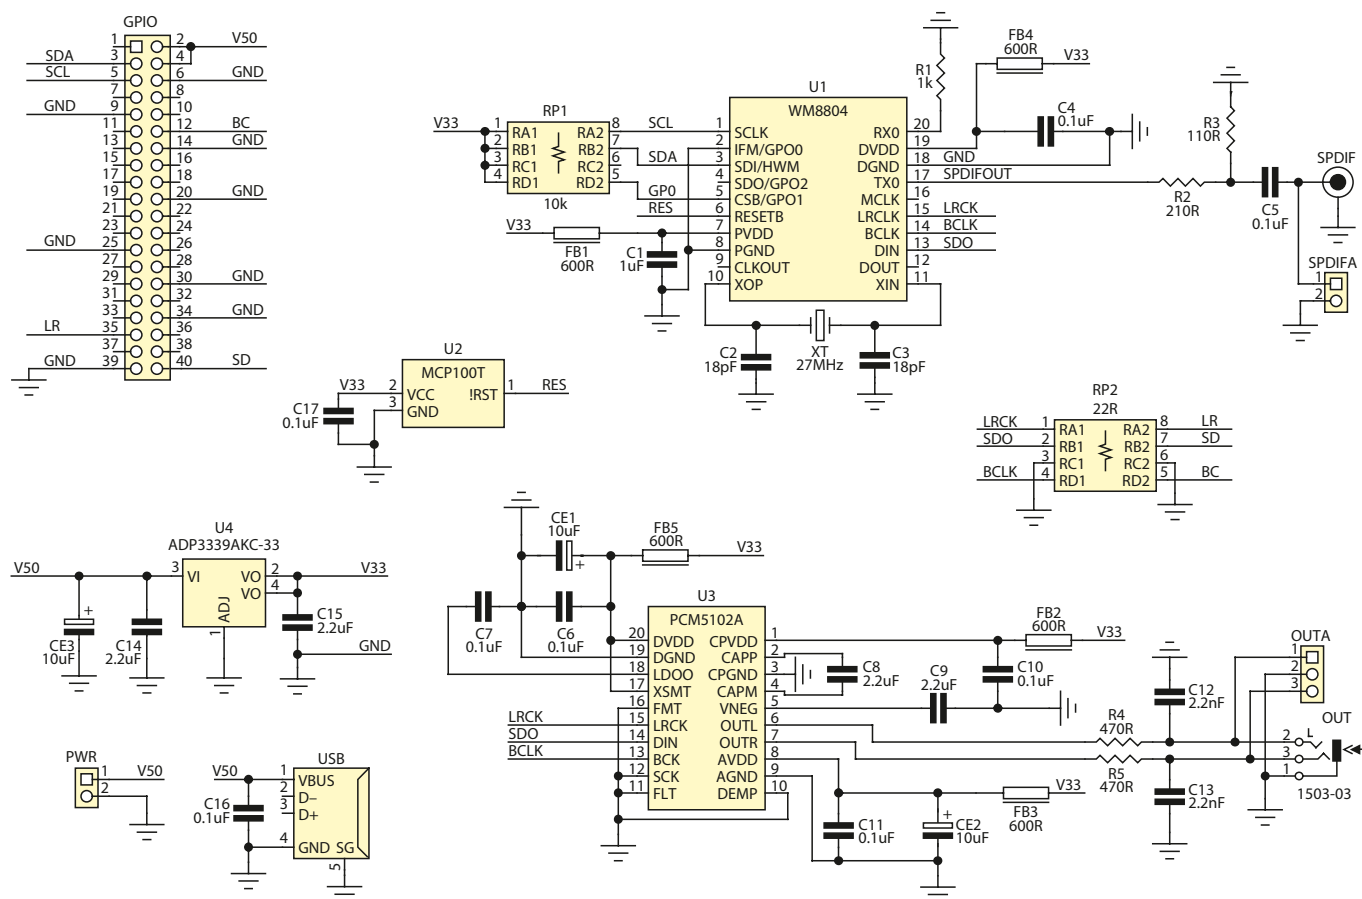 GPIO
1 2 V50
SDA 3 4
SCL 5 6 GND
7 8
GND 9 10
11 12 BC
13 14 GND
15 16
17 18
19 20 GND
21 22
23 24
GND 25 26
27 28
29 30 GND
31 32
33 34 GND
LR 35 36
37 38
GND 39 40 SD
RP1
V33 1 RA1 RA2 8 SCL
2 RB1 RB2 7 SDA
3 RC1 RC2 6
4 RD1 RD2 5 GP0
10k
RES
V33
FB1
600R
C1
1uF
U1
WM8804
1 SCLK RX0 20
2 IFM/GPO0 DVDD 19
3 SDI/HWM DGND 18 GND
4 SDO/GPO2 TX0 17 SPDIFOUT
5 CSB/GPO1 MCLK 16
6 RESETB LRCLK 15 LRCK
7 PVDD BCLK 14 BCLK
8 PGND DIN 13 SDO
9 CLKOUT DOUT 12
10 XOP XIN 11
R1
1k
FB4
600R
V33
C4
0.1uF
R3
110R
R2
210R
C5
0.1uF
SPDIF
SPDIFA
1
2
C2
18pF
XT
27MHz
C3
18pF
U2
MCP100T
V33 2 VCC !RST 1 RES
3 GND
C17
0.1uF
RP2
22R
LRCK 1 RA1 RA2 8 LR
SDO 2 RB1 RB2 7 SD
3 RC1 RC2 6
BCLK 4 RD1 RD2 5 BC
U4
ADP3339AKC-33
V50 3 VI VO 2 V33
VO 4
ADJ
1
+
CE3
10uF
C14
2.2uF
C15
2.2uF
GND
CE1
10uF
+
FB5
600R
V33
C7
0.1uF
C6
0.1uF
U3
PCM5102A
20 DVDD CPVDD 1
19 DGND CAPP 2
18 LDOO CPGND 3
17 XSMT CAPM 4
16 FMT VNEG 5
LRCK 15 LRCK OUTL 6
SDO 14 DIN OUTR 7
BCLK 13 BCK AVDD 8
12 SCK AGND 9
11 FLT DEMP 10
C8
2.2uF
C9
2.2uF
C10
0.1uF
FB2
600R
V33
R4
470R
R5
470R
C12
2.2nF
C13
2.2nF
OUTA
1
2
3
OUT
2 L
3
1
1503-03
C11
0.1uF
+
CE2
10uF
FB3
600R
V33
PWR
1 V50
2
USB
V50 1 VBUS
2 D–
3 D+
4 GND SG
5
C16
0.1uF